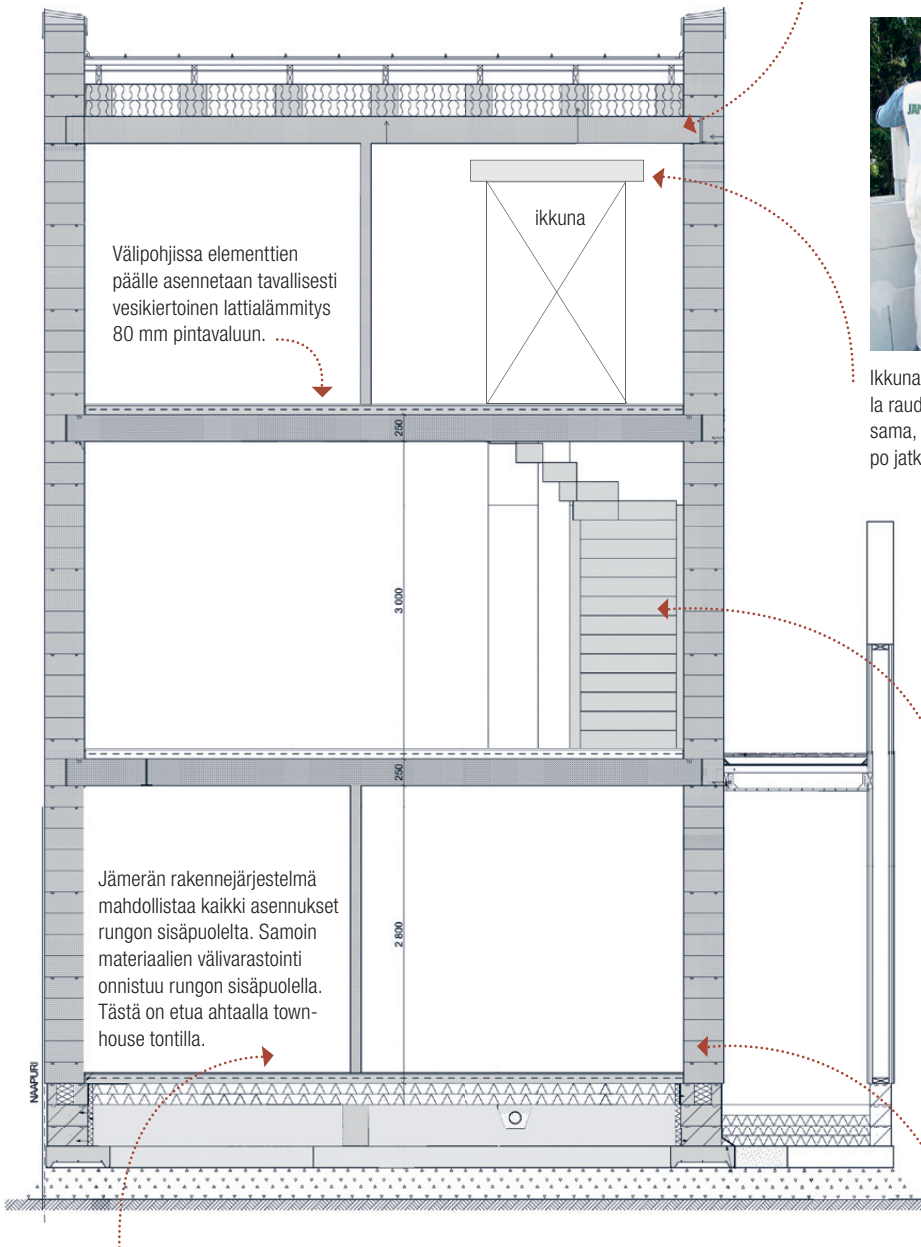 ikkuna
Välipohjissa elementtien
päälle asennetaan tavallisesti
vesikiertoinen lattialämmitys
80 mm pintavaluun.
Ikkuna
la raud
sama,
po jatk
250
3 000
250
2 800
Jämerän rakennejärjestelmä
mahdollistaa kaikki asennukset
rungon sisäpuolelta. Samoin
materiaalien välivarastointi
onnistuu rungon sisäpuolella.
Tästä on etua ahtaalla town-
house tontilla.
NAAPURI